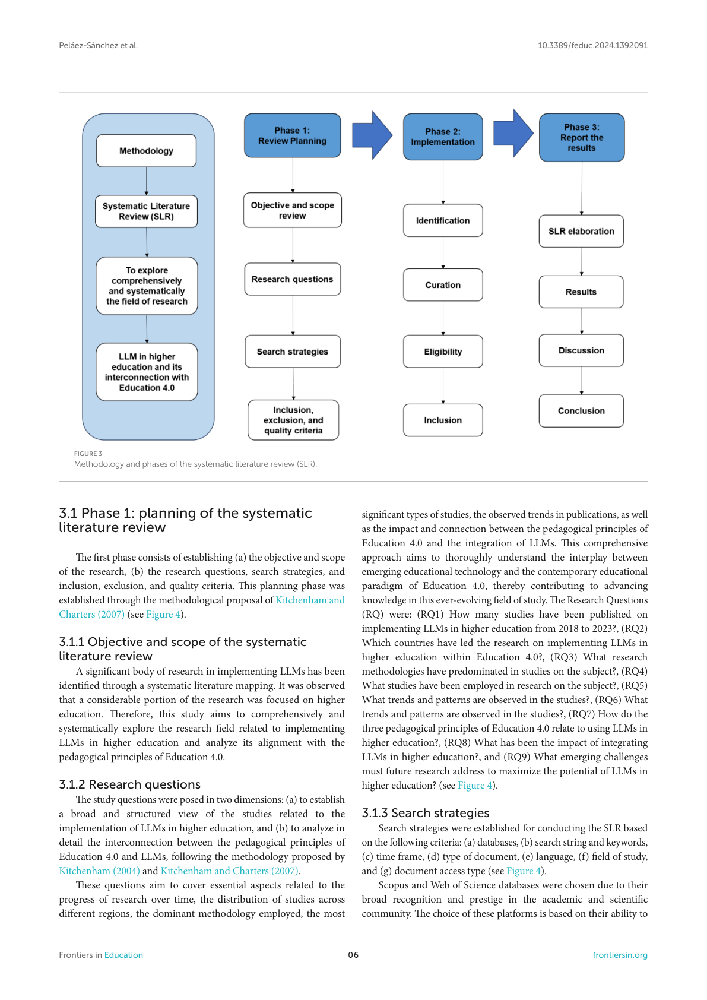 Peláez-Sánchez et al.
10.3389/feduc.2024.1392091
Methodology
Systematic Literature
Review (SLR)
To explore
comprehensively
and systematically
the field of research
LLM in higher
education and its
interconnection with
Education 4.0
Phase 1:
Review Planning
Objective and scope
review
Research questions
Search strategies
Inclusion,
exclusion, and
quality criteria
Phase 2:
Implementation
Identification
Curation
Eligibility
Inclusion
Phase 3:
Report the
results
SLR elaboration
Results
Discussion
Conclusion
FIGURE 3
Methodology and phases of the systematic literature review (SLR).
3.1 Phase 1: planning of the systematic
literature review
The first phase consists of establishing (a) the objective and scope
of the research, (b) the research questions, search strategies, and
inclusion, exclusion, and quality criteria. This planning phase was
established through the methodological proposal of Kitchenham and
Charters (2007) (see Figure 4).
3.1.1 Objective and scope of the systematic
literature review
A significant body of research in implementing LLMs has been
identified through a systematic literature mapping. It was observed
that a considerable portion of the research was focused on higher
education. Therefore, this study aims to comprehensively and
systematically explore the research field related to implementing
LLMs in higher education and analyze its alignment with the
pedagogical principles of Education 4.0.
3.1.2 Research questions
The study questions were posed in two dimensions: (a) to establish
a broad and structured view of the studies related to the
implementation of LLMs in higher education, and (b) to analyze in
detail the interconnection between the pedagogical principles of
Education 4.0 and LLMs, following the methodology proposed by
Kitchenham (2004) and Kitchenham and Charters (2007).
These questions aim to cover essential aspects related to the
progress of research over time, the distribution of studies across
different regions, the dominant methodology employed, the most
significant types of studies, the observed trends in publications, as well
as the impact and connection between the pedagogical principles of
Education 4.0 and the integration of LLMs. This comprehensive
approach aims to thoroughly understand the interplay between
emerging educational technology and the contemporary educational
paradigm of Education 4.0, thereby contributing to advancing
knowledge in this ever-evolving field of study. The Research Questions
(RQ) were: (RQ1) How many studies have been published on
implementing LLMs in higher education from 2018 to 2023?, (RQ2)
Which countries have led the research on implementing LLMs in
higher education within Education 4.0?, (RQ3) What research
methodologies have predominated in studies on the subject?, (RQ4)
What studies have been employed in research on the subject?, (RQ5)
What trends and patterns are observed in the studies?, (RQ6) What
trends and patterns are observed in the studies?, (RQ7) How do the
three pedagogical principles of Education 4.0 relate to using LLMs in
higher education?, (RQ8) What has been the impact of integrating
LLMs in higher education?, and (RQ9) What emerging challenges
must future research address to maximize the potential of LLMs in
higher education? (see Figure 4).
3.1.3 Search strategies
Search strategies were established for conducting the SLR based
on the following criteria: (a) databases, (b) search string and keywords,
(c) time frame, (d) type of document, (e) language, (f) field of study,
and (g) document access type (see Figure 4).
Scopus and Web of Science databases were chosen due to their
broad recognition and prestige in the academic and scientific
community. The choice of these platforms is based on their ability to
Frontiers in Education
06
frontiersin.org